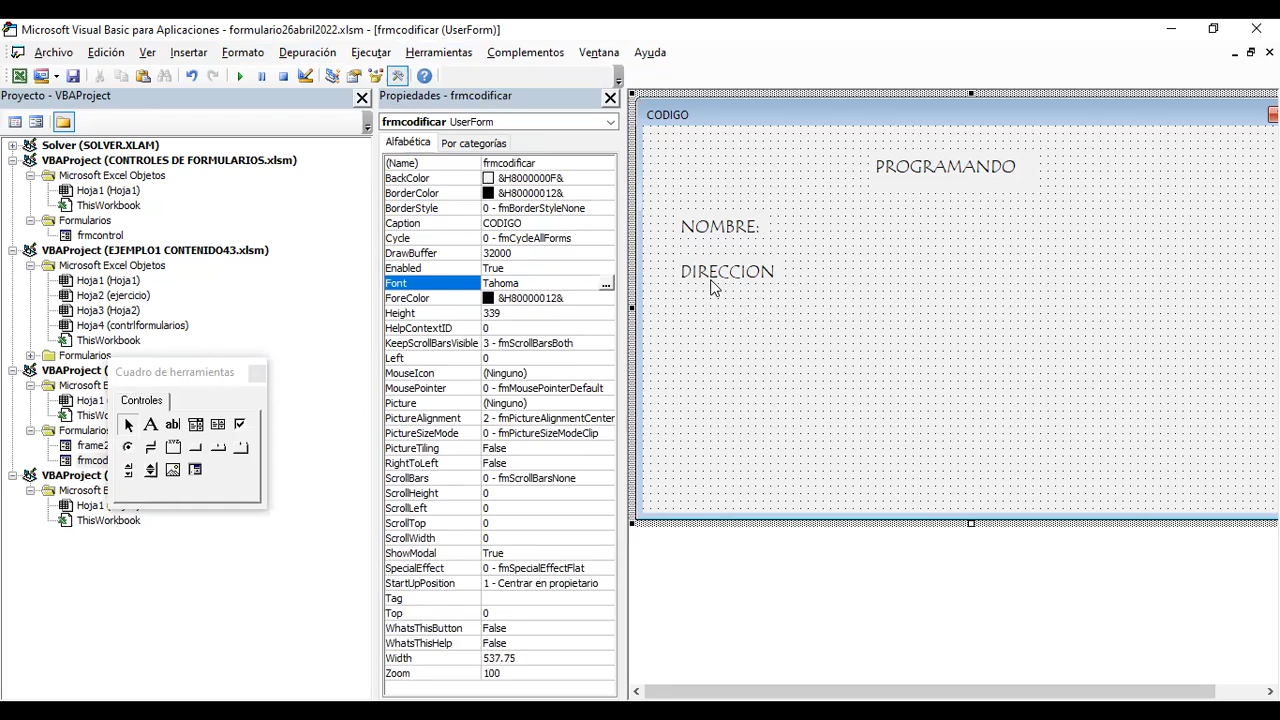 Microsoft Visual Basic para Aplicaciones - formulario26abril2022.xlsm - [frmcodificar (UserForm)]
Archivo Edición Ver Insertar Formato Depuración Ejecutar Herramientas Complementos Ventana Ayuda
Proyecto - VBAProject
Solver (SOLVER.XLAM)
VBAProject (CONTROLES DE FORMULARIOS.xlsm)
Microsoft Excel Objetos
Hoja1 (Hoja1)
ThisWorkbook
Formularios
frmcontrol
VBAProject (EJEMPLO1 CONTENIDO43.xlsm)
Microsoft Excel Objetos
Hoja1 (Hoja1)
Hoja2 (ejercicio)
Hoja3 (Hoja2)
Hoja4 (contrlformularios)
ThisWorkbook
Formularios
VBAProject (
Microsoft E
Hoja1 (
ThisWo
Formularios
frame2
frmcod
VBAProject (
Microsoft E
Hoja1 (
ThisWorkbook
Cuadro de herramientas
Controles
A ab|
Propiedades - frmcodificar
frmcodificar UserForm
Alfabética Por categorías
(Name) frmcodificar
BackColor &H8000000F&
BorderColor &H80000012&
BorderStyle 0 - fmBorderStyleNone
Caption CODIGO
Cycle 0 - fmCycleAllForms
DrawBuffer 32000
Enabled True
Font Tahoma ...
ForeColor &H80000012&
Height 339
HelpContextID 0
KeepScrollBarsVisible 3 - fmScrollBarsBoth
Left 0
MouseIcon (Ninguno)
MousePointer 0 - fmMousePointerDefault
Picture (Ninguno)
PictureAlignment 2 - fmPictureAlignmentCenter
PictureSizeMode 0 - fmPictureSizeModeClip
PictureTiling False
RightToLeft False
ScrollBars 0 - fmScrollBarsNone
ScrollHeight 0
ScrollLeft 0
ScrollTop 0
ScrollWidth 0
ShowModal True
SpecialEffect 0 - fmSpecialEffectFlat
StartUpPosition 1 - Centrar en propietario
Tag
Top 0
WhatsThisButton False
WhatsThisHelp False
Width 537.75
Zoom 100
CODIGO
PROGRAMANDO
NOMBRE:
DIRECCION